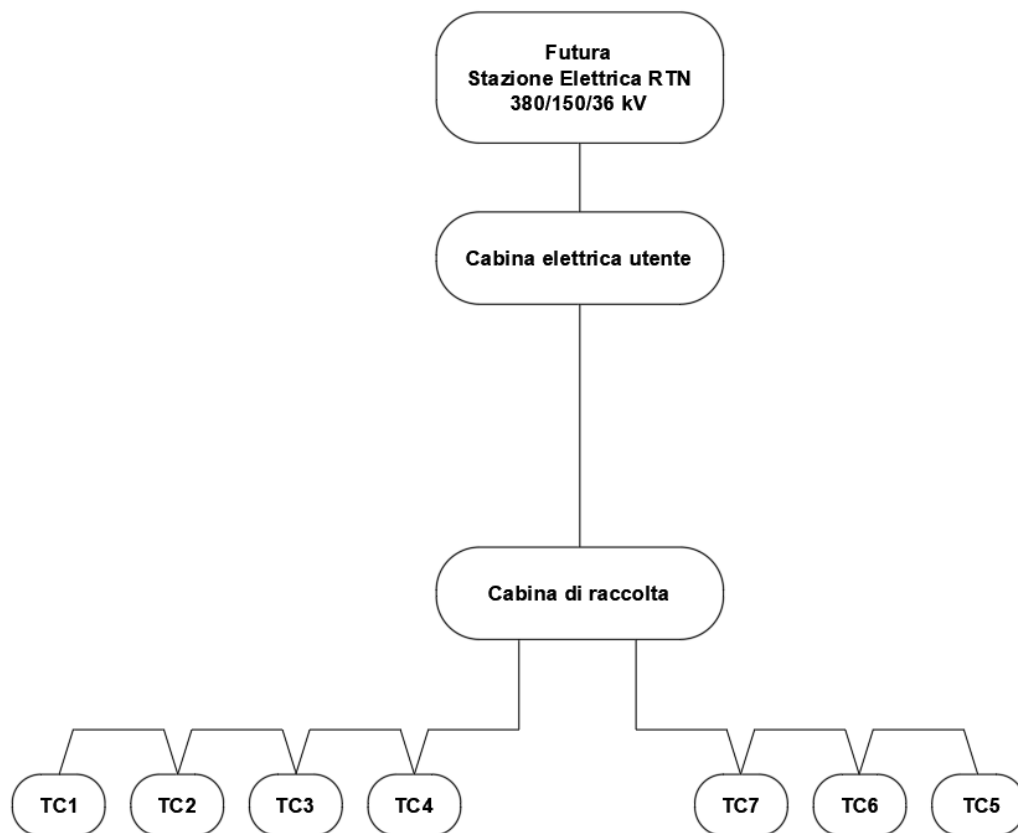 Futura
Stazione Elettrica RTN
380/150/36 kV
Cabina elettrica utente
Cabina di raccolta
TC1
TC2
TC3
TC4
TC7
TC6
TC5